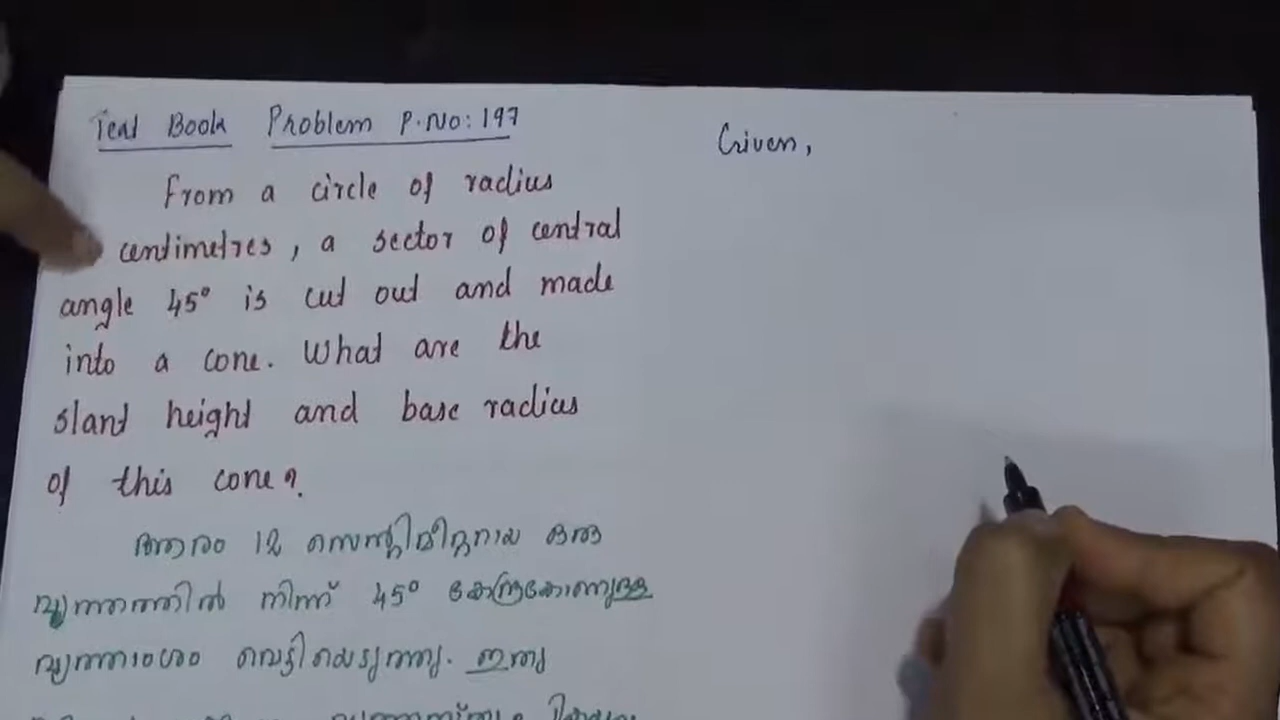 Text Book Problem P.No: 197
From a circle of radius
centimetres, a sector of central
angle 45° is cut out and made
into a cone. What are the
slant height and base radius
of this cone?
ആരം 12 സെന്റിമീറ്ററായ ഒരു
വൃത്തത്തിൽ നിന്ന് 45° കേന്ദ്രകോണുള്ള
വൃത്താംശം വെട്ടിയെടുത്തു. ഇതു
Given,